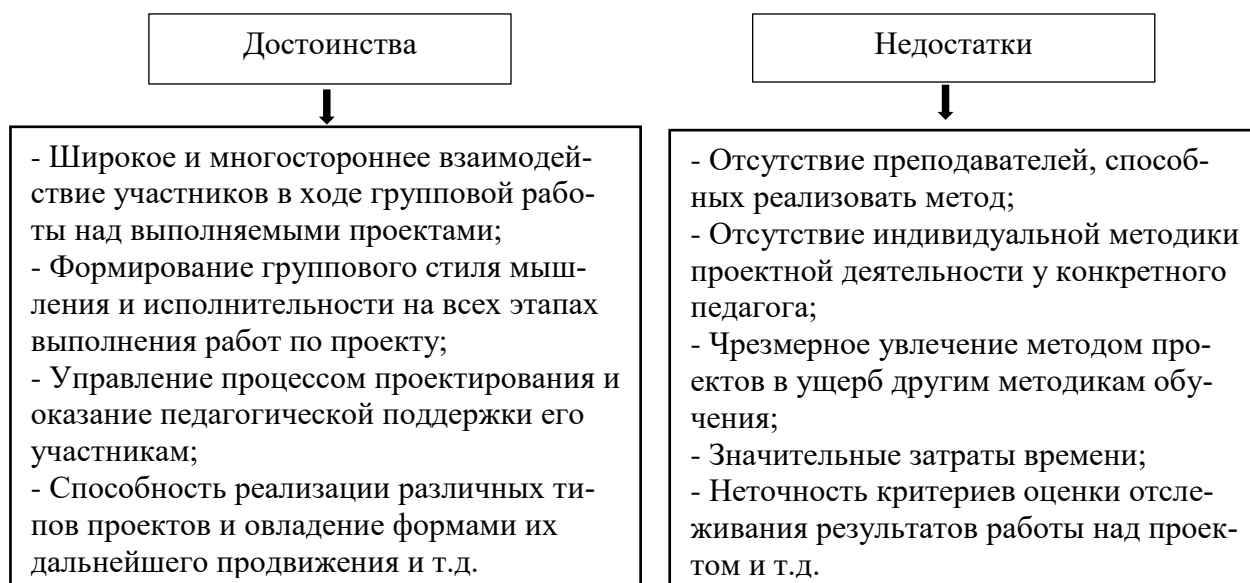 Достоинства
- Широкое и многостороннее взаимодей-
ствие участников в ходе групповой рабо-
ты над выполняемыми проектами;
- Формирование группового стиля мыш-
ления и исполнительности на всех этапах
выполнения работ по проекту;
- Управление процессом проектирования и
оказание педагогической поддержки его
участникам;
- Способность реализации различных ти-
пов проектов и овладение формами их
дальнейшего продвижения и т.д.
Недостатки
- Отсутствие преподавателей, способ-
ных реализовать метод;
- Отсутствие индивидуальной методики
проектной деятельности у конкретного
педагога;
- Чрезмерное увлечение методом про-
ектов в ущерб другим методикам обу-
чения;
- Значительные затраты времени;
- Неточность критериев оценки отсле-
живания результатов работы над проек-
том и т.д.